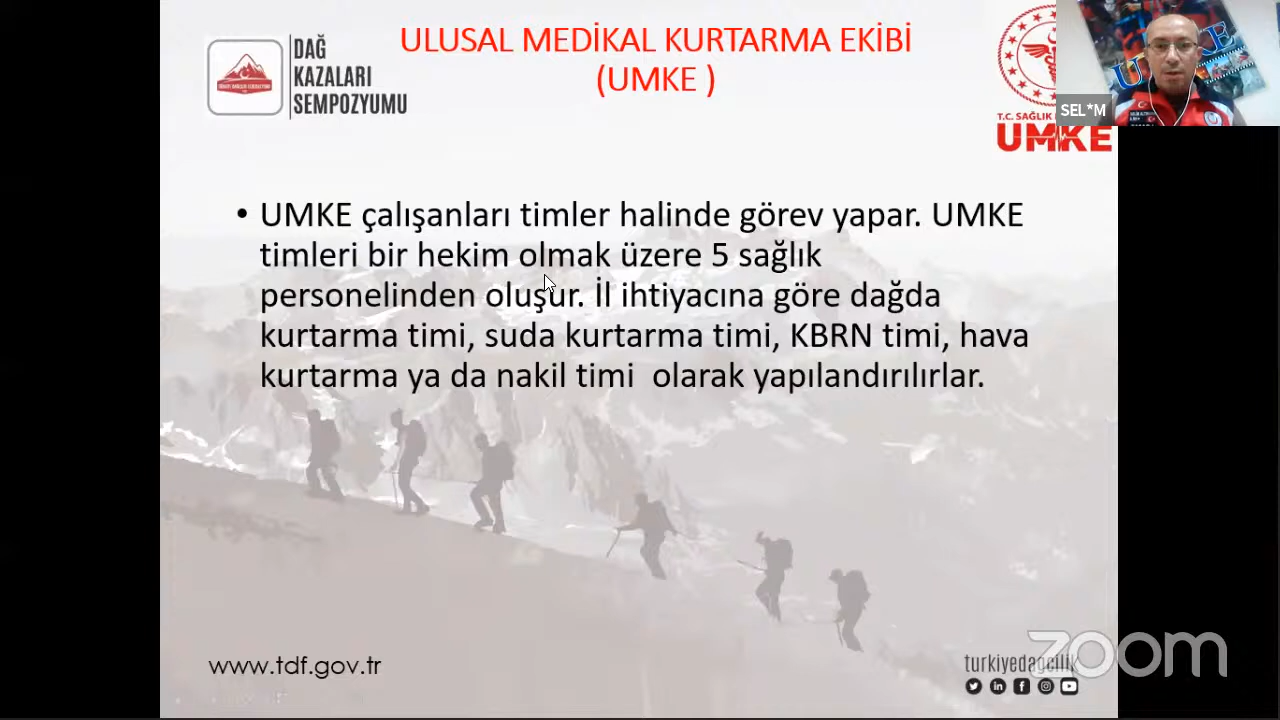 ULUSAL MEDİKAL KURTARMA EKİBİ
(UMKE )
DAĞ
KAZALARI
SEMPOZYUMU
T.C. SAĞLIK
UMKE
SEL*M
• UMKE çalışanları timler halinde görev yapar. UMKE
timleri bir hekim olmak üzere 5 sağlık
personelinden oluşur. İl ihtiyacına göre dağda
kurtarma timi, suda kurtarma timi, KBRN timi, hava
kurtarma ya da nakil timi  olarak yapılandırılırlar.
www.tdf.gov.tr
turkiyedagcilik
zoom